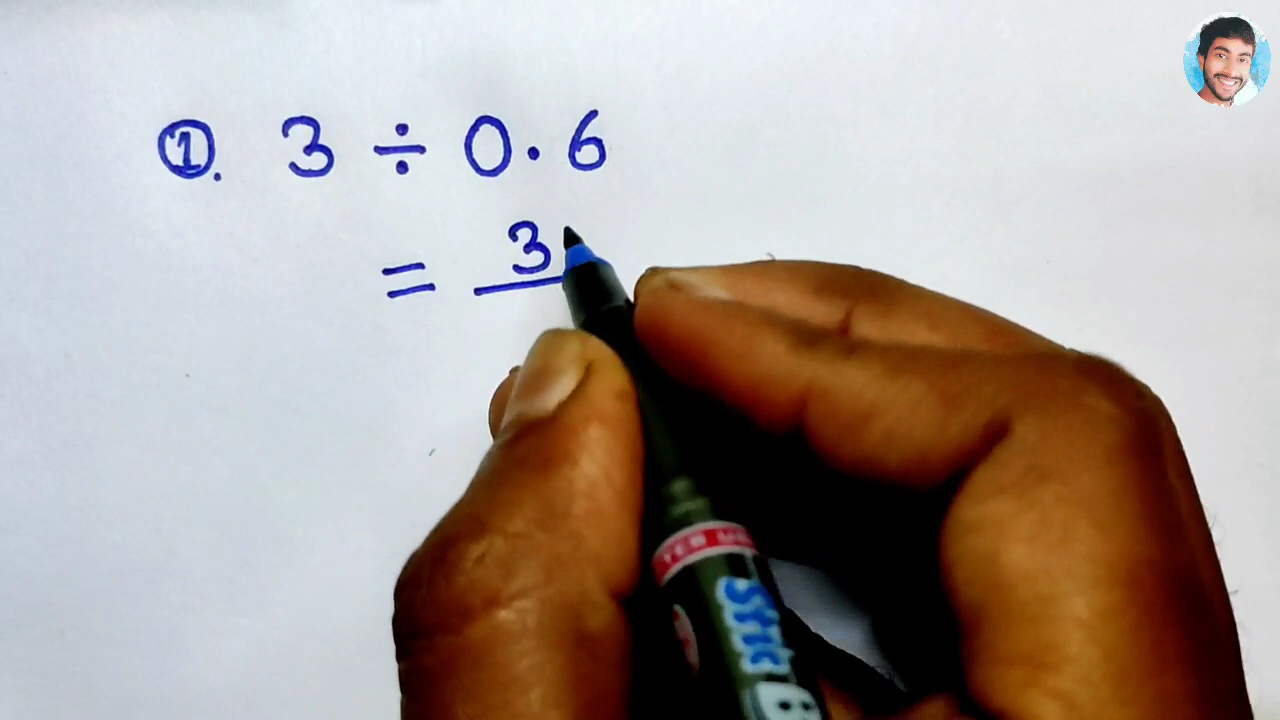 ①. 3 ÷ 0.6
= 3